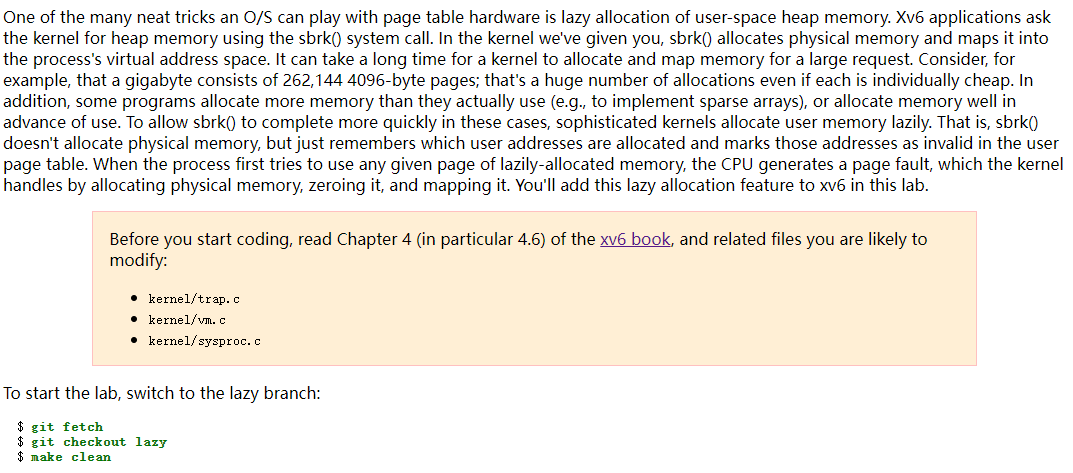 One of the many neat tricks an O/S can play with page table hardware is lazy allocation of user-space heap memory. Xv6 applications ask
the kernel for heap memory using the sbrk() system call. In the kernel we've given you, sbrk() allocates physical memory and maps it into
the process's virtual address space. It can take a long time for a kernel to allocate and map memory for a large request. Consider, for
example, that a gigabyte consists of 262,144 4096-byte pages; that's a huge number of allocations even if each is individually cheap. In
addition, some programs allocate more memory than they actually use (e.g., to implement sparse arrays), or allocate memory well in
advance of use. To allow sbrk() to complete more quickly in these cases, sophisticated kernels allocate user memory lazily. That is, sbrk()
doesn't allocate physical memory, but just remembers which user addresses are allocated and marks those addresses as invalid in the user
page table. When the process first tries to use any given page of lazily-allocated memory, the CPU generates a page fault, which the kernel
handles by allocating physical memory, zeroing it, and mapping it. You'll add this lazy allocation feature to xv6 in this lab.
Before you start coding, read Chapter 4 (in particular 4.6) of the xv6 book, and related files you are likely to
modify:
• kernel/trap.c
• kernel/vm.c
• kernel/sysproc.c
To start the lab, switch to the lazy branch:
$ git fetch
$ git checkout lazy
$ make clean